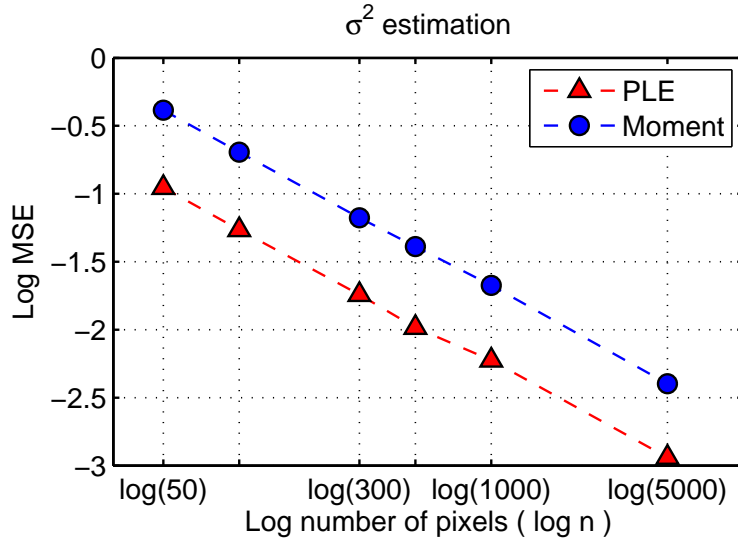 σ² estimation
PLE
Moment
0
−0.5
−1
−1.5
−2
−2.5
−3
Log MSE
log(50) log(300) log(1000) log(5000)
Log number of pixels ( log n )